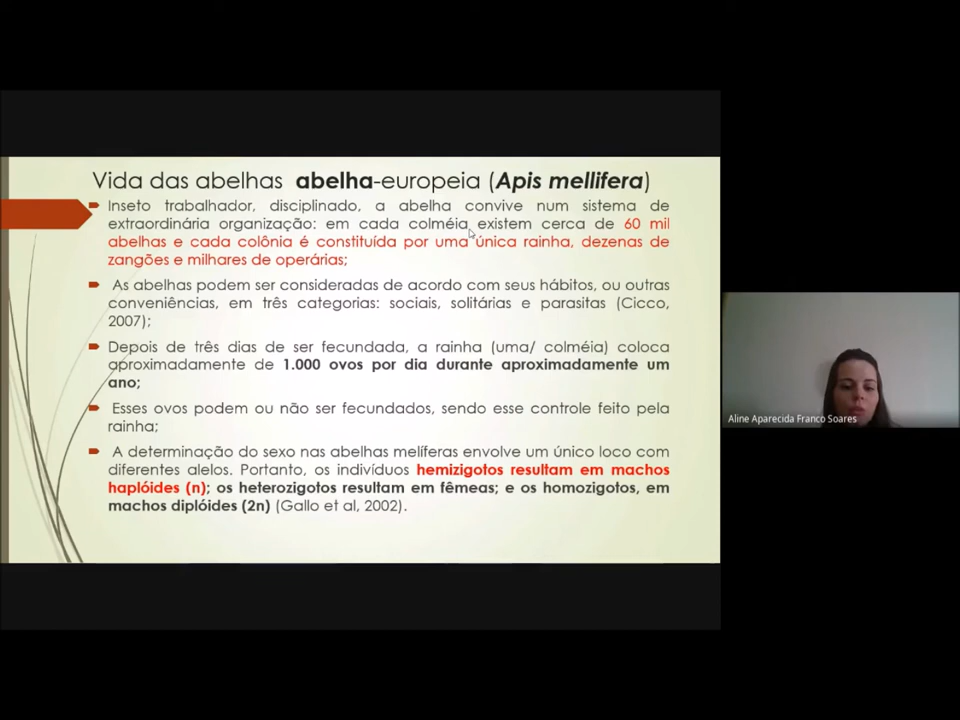 Vida das abelhas abelha-europeia (Apis mellifera)
Inseto trabalhador, disciplinado, a abelha convive num sistema de
extraordinária organização: em cada colméia existem cerca de 60 mil
abelhas e cada colônia é constituída por uma única rainha, dezenas de
zangões e milhares de operárias;
As abelhas podem ser consideradas de acordo com seus hábitos, ou outras
conveniências, em três categorias: sociais, solitárias e parasitas (Cicco,
2007);
Depois de três dias de ser fecundada, a rainha (uma/ colméia) coloca
aproximadamente de 1.000 ovos por dia durante aproximadamente um
ano;
Esses ovos podem ou não ser fecundados, sendo esse controle feito pela
rainha;
A determinação do sexo nas abelhas melíferas envolve um único loco com
diferentes alelos. Portanto, os indivíduos hemizigotos resultam em machos
haplóides (n); os heterozigotos resultam em fêmeas; e os homozigotos, em
machos diplóides (2n) (Gallo et al, 2002).
Aline Aparecida Franco Soares